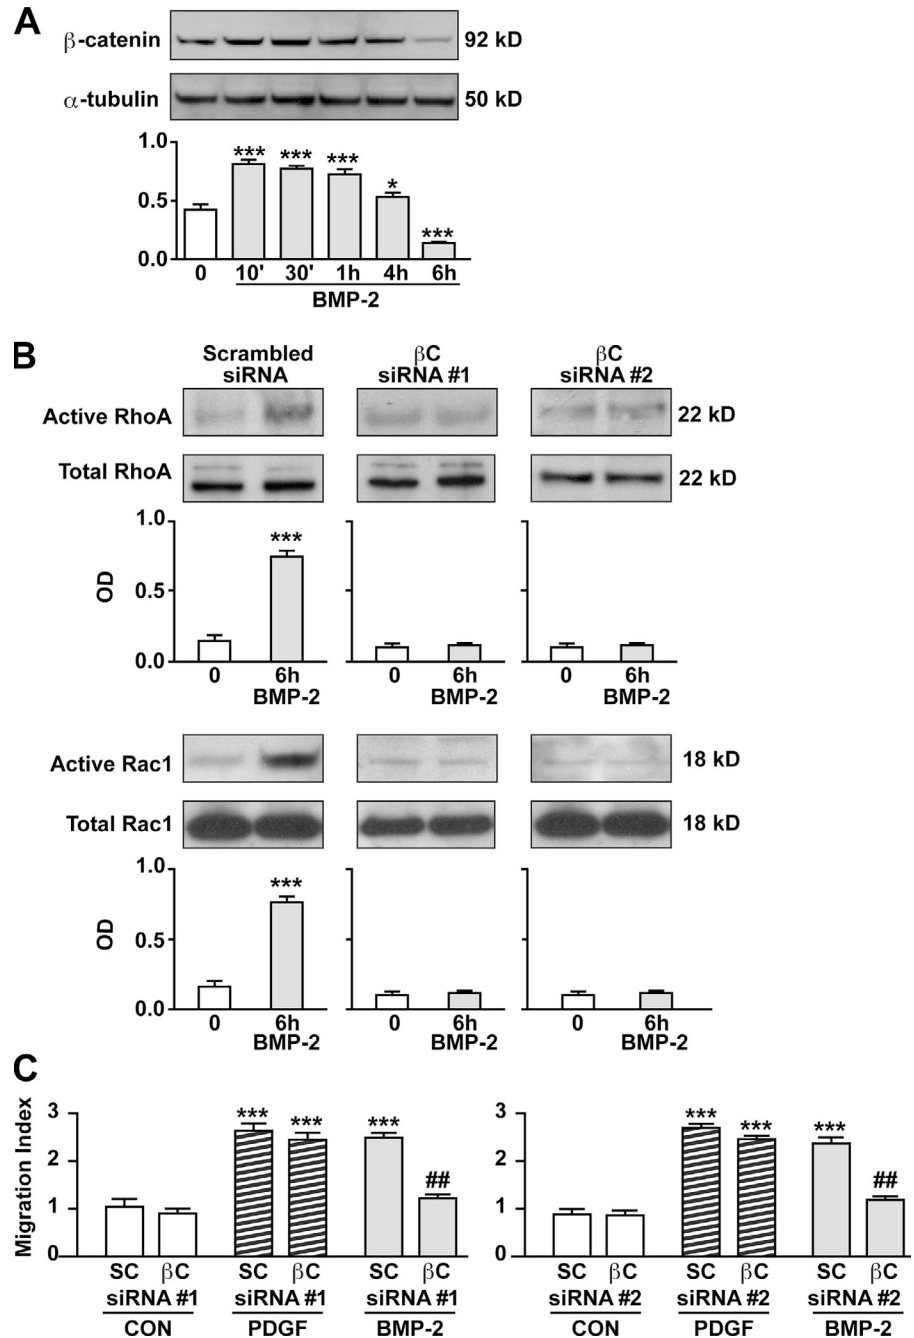 A
β-catenin
92 kD
α-tubulin
50 kD
1.0
0.5
0.0
*** *** *** * ***
0 10' 30' 1h 4h 6h
BMP-2
B
Scrambled siRNA
βC siRNA #1
βC siRNA #2
Active RhoA
22 kD
Total RhoA
22 kD
OD
1.0
0.5
0.0
***
0 6h 0 6h 0 6h
BMP-2 BMP-2 BMP-2
Active Rac1
18 kD
Total Rac1
18 kD
OD
1.0
0.5
0.0
***
0 6h 0 6h 0 6h
BMP-2 BMP-2 BMP-2
C
Migration Index
3
2
1
0
*** *** *** ##
SC βC SC βC SC βC
siRNA #1 siRNA #1 siRNA #1
CON PDGF BMP-2
3
2
1
0
*** *** *** ##
SC βC SC βC SC βC
siRNA #2 siRNA #2 siRNA #2
CON PDGF BMP-2